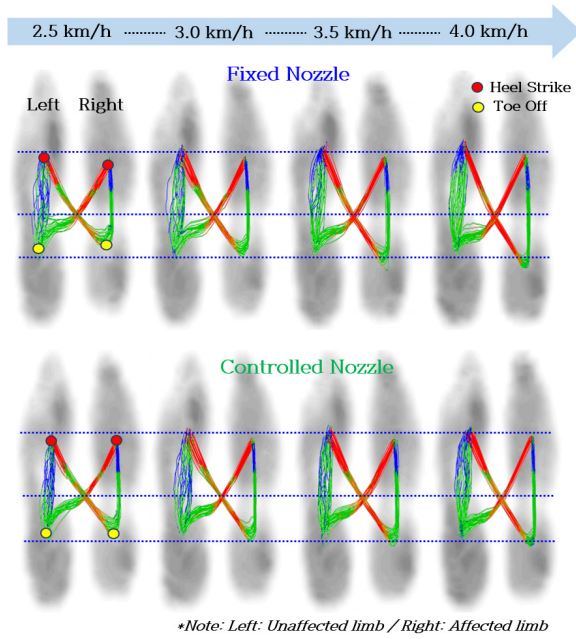 2.5 km/h ········ 3.0 km/h ········ 3.5 km/h ········ 4.0 km/h
Fixed Nozzle
Left Right
Heel Strike
Toe Off
Controlled Nozzle
*Note: Left: Unaffected limb / Right: Affected limb